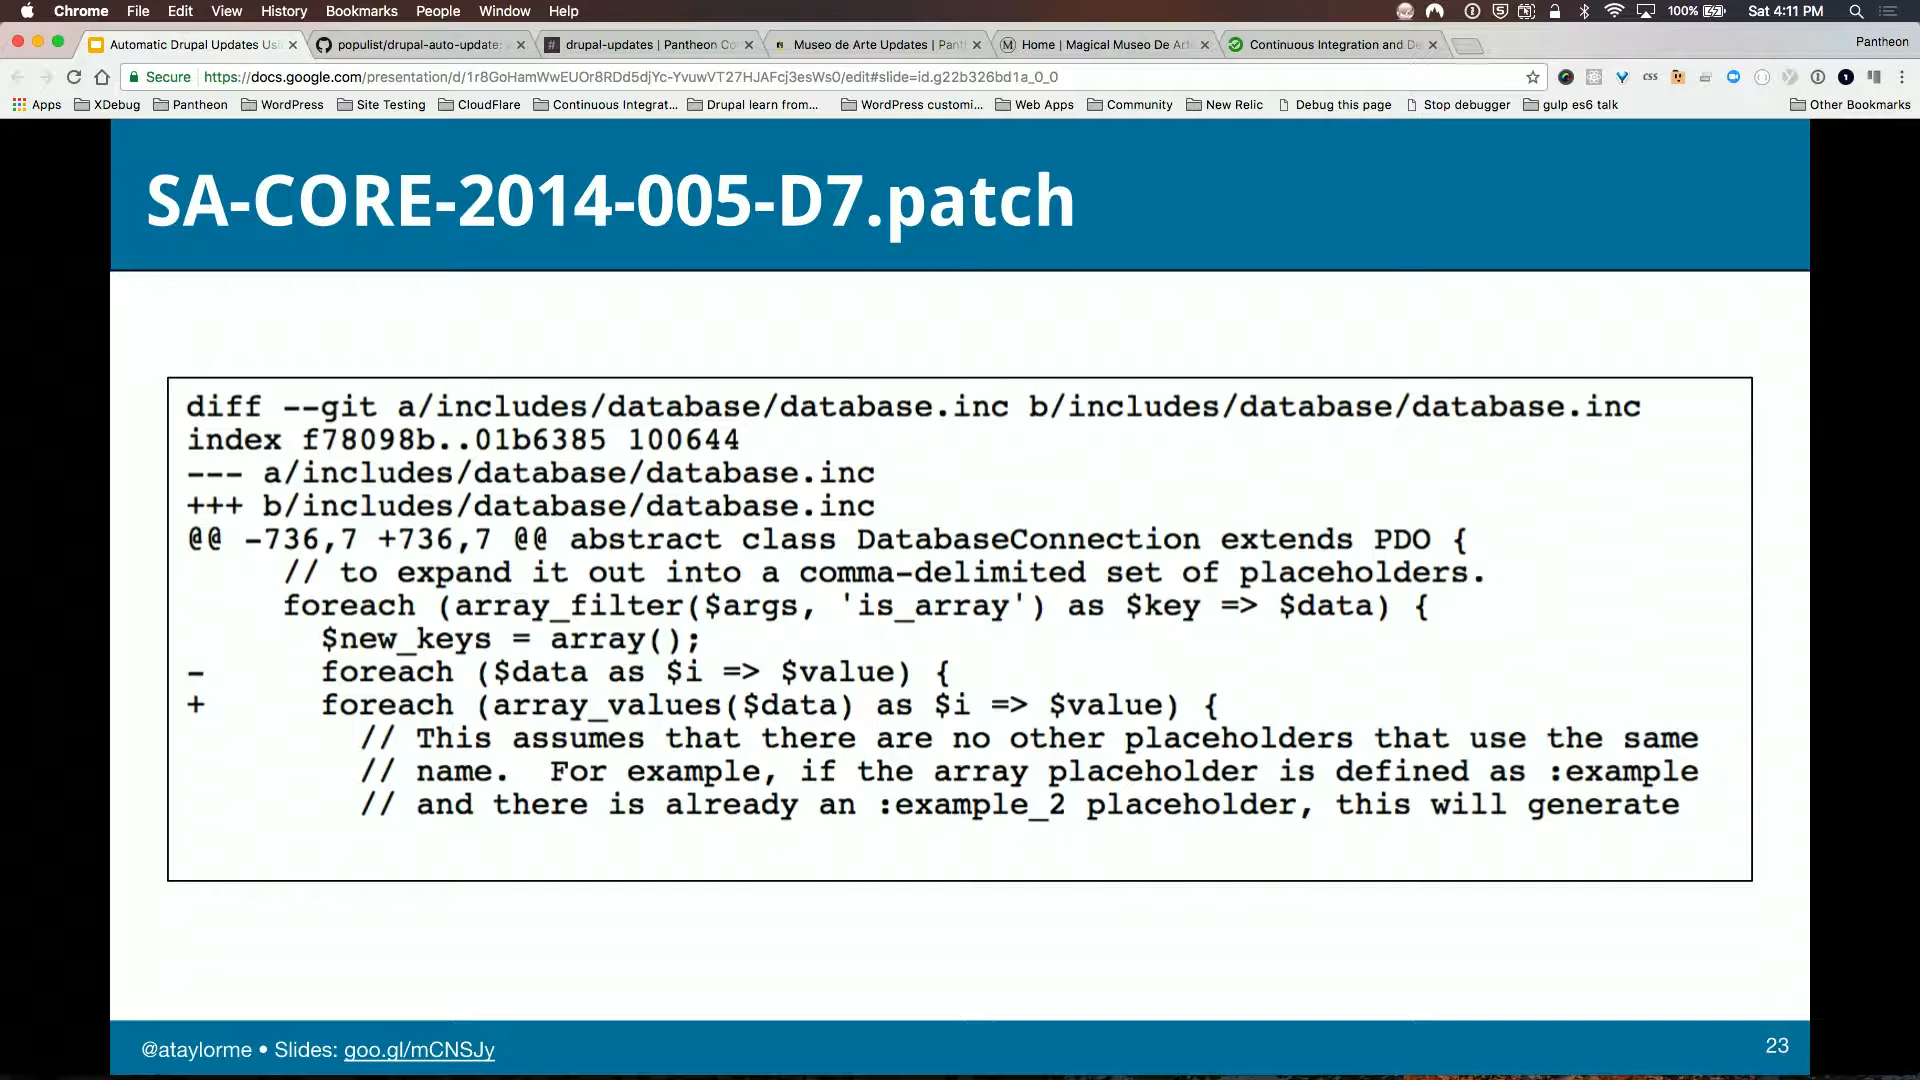 Chrome File Edit View History Bookmarks People Window Help 100% Sat 4:11 PM
Automatic Drupal Updates Usi populist/drupal-auto-update: drupal-updates | Pantheon Co Museo de Arte Updates | Pant Home | Magical Museo De Art Continuous Integration and De Pantheon
Secure https://docs.google.com/presentation/d/1r8GoHamWwEUOr8RDd5djYc-YvuwVT27HJAFcj3esWs0/edit#slide=id.g22b326bd1a_0_0
Apps XDebug Pantheon WordPress Site Testing CloudFlare Continuous Integrat... Drupal learn from... WordPress customi... Web Apps Community New Relic Debug this page Stop debugger gulp es6 talk Other Bookmarks
SA-CORE-2014-005-D7.patch
diff --git a/includes/database/database.inc b/includes/database/database.inc
index f78098b..01b6385 100644
--- a/includes/database/database.inc
+++ b/includes/database/database.inc
@@ -736,7 +736,7 @@ abstract class DatabaseConnection extends PDO {
// to expand it out into a comma-delimited set of placeholders.
foreach (array_filter($args, 'is_array') as $key => $data) {
$new_keys = array();
- foreach ($data as $i => $value) {
+ foreach (array_values($data) as $i => $value) {
// This assumes that there are no other placeholders that use the same
// name.  For example, if the array placeholder is defined as :example
// and there is already an :example_2 placeholder, this will generate
@ataylorme • Slides: goo.gl/mCNSJy
23